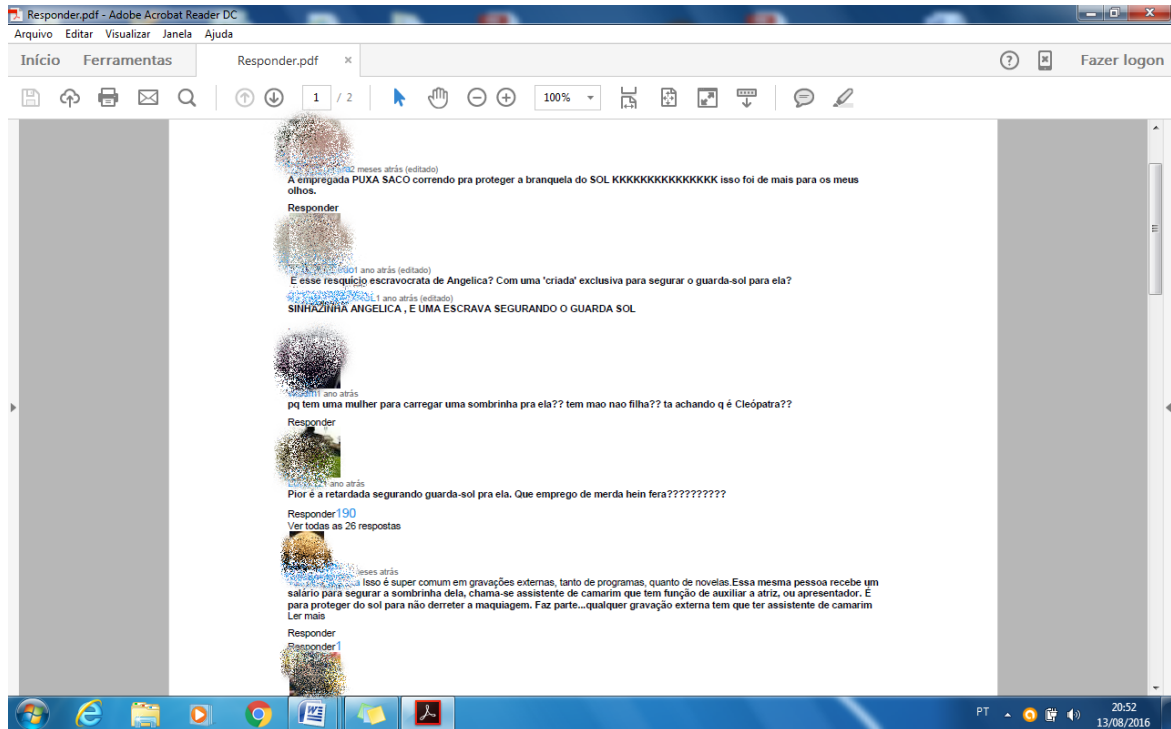 Responder.pdf - Adobe Acrobat Reader DC
Arquivo Editar Visualizar Janela Ajuda
Início Ferramentas Responder.pdf × ? Fazer logon
1 / 2 100%
2 meses atrás (editado)
A empregada PUXA SACO correndo pra proteger a branquela do SOL KKKKKKKKKKKKKKK isso foi de mais para os meus
olhos.
Responder
1 ano atrás (editado)
E esse resquício escravocrata de Angelica? Com uma 'criada' exclusiva para segurar o guarda-sol para ela?
1 ano atrás (editado)
SINHAZINHA ANGELICA , E UMA ESCRAVA SEGURANDO O GUARDA SOL
.
1 ano atrás
pq tem uma mulher para carregar uma sombrinha pra ela?? tem mao nao filha?? ta achando q é Cleópatra??
Responder
1 ano atrás
Pior é a retardada segurando guarda-sol pra ela. Que emprego de merda hein fera??????????
Responder190
Ver todas as 26 respostas
atrás
Isso é super comum em gravações externas, tanto de programas, quanto de novelas.Essa mesma pessoa recebe um
salário para segurar a sombrinha dela, chama-se assistente de camarim que tem função de auxiliar a atriz, ou apresentador. É
para proteger do sol para não derreter a maquiagem. Faz parte...qualquer gravação externa tem que ter assistente de camarim
Ler mais
Responder
Responder1
PT 20:52
13/08/2016